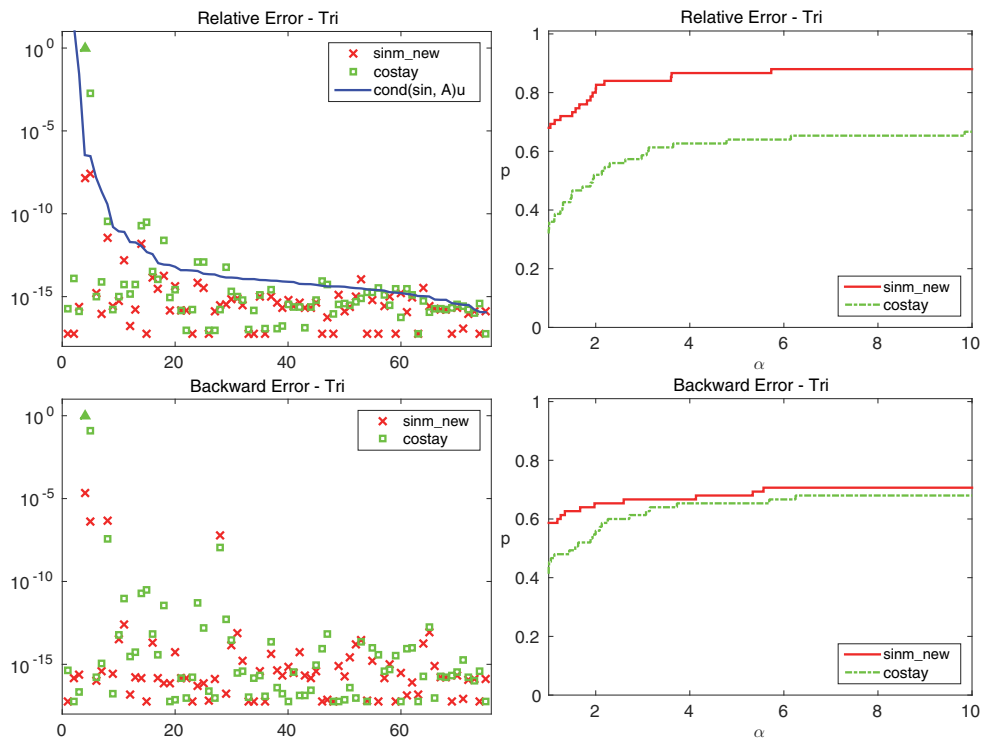 Relative Error - Tri
10^0
10^-5
10^-10
10^-15
0 20 40 60
sinm_new
costay
cond(sin, A)u
Relative Error - Tri
1
0.8
0.6
0.4
0.2
0
p
2 4 6 8 10
α
sinm_new
costay
Backward Error - Tri
10^0
10^-5
10^-10
10^-15
0 20 40 60
sinm_new
costay
Backward Error - Tri
1
0.8
0.6
0.4
0.2
0
p
2 4 6 8 10
α
sinm_new
costay